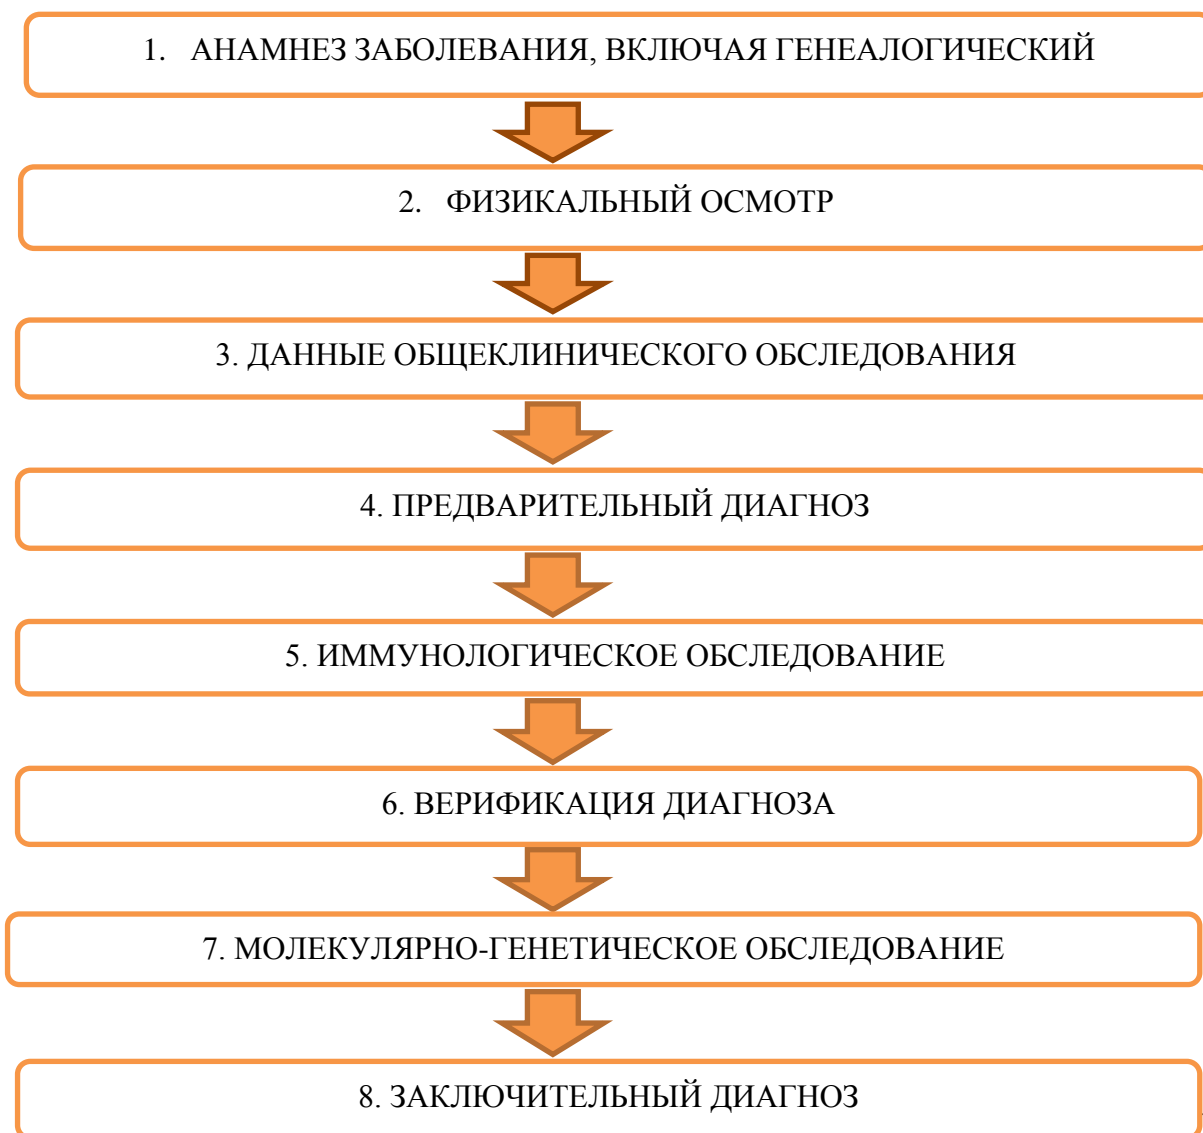 1. АНАМНЕЗ ЗАБОЛЕВАНИЯ, ВКЛЮЧАЯ ГЕНЕАЛОГИЧЕСКИЙ
2. ФИЗИКАЛЬНЫЙ ОСМОТР
3. ДАННЫЕ ОБЩЕКЛИНИЧЕСКОГО ОБСЛЕДОВАНИЯ
4. ПРЕДВАРИТЕЛЬНЫЙ ДИАГНОЗ
5. ИММУНОЛОГИЧЕСКОЕ ОБСЛЕДОВАНИЕ
6. ВЕРИФИКАЦИЯ ДИАГНОЗА
7. МОЛЕКУЛЯРНО-ГЕНЕТИЧЕСКОЕ ОБСЛЕДОВАНИЕ
8. ЗАКЛЮЧИТЕЛЬНЫЙ ДИАГНОЗ